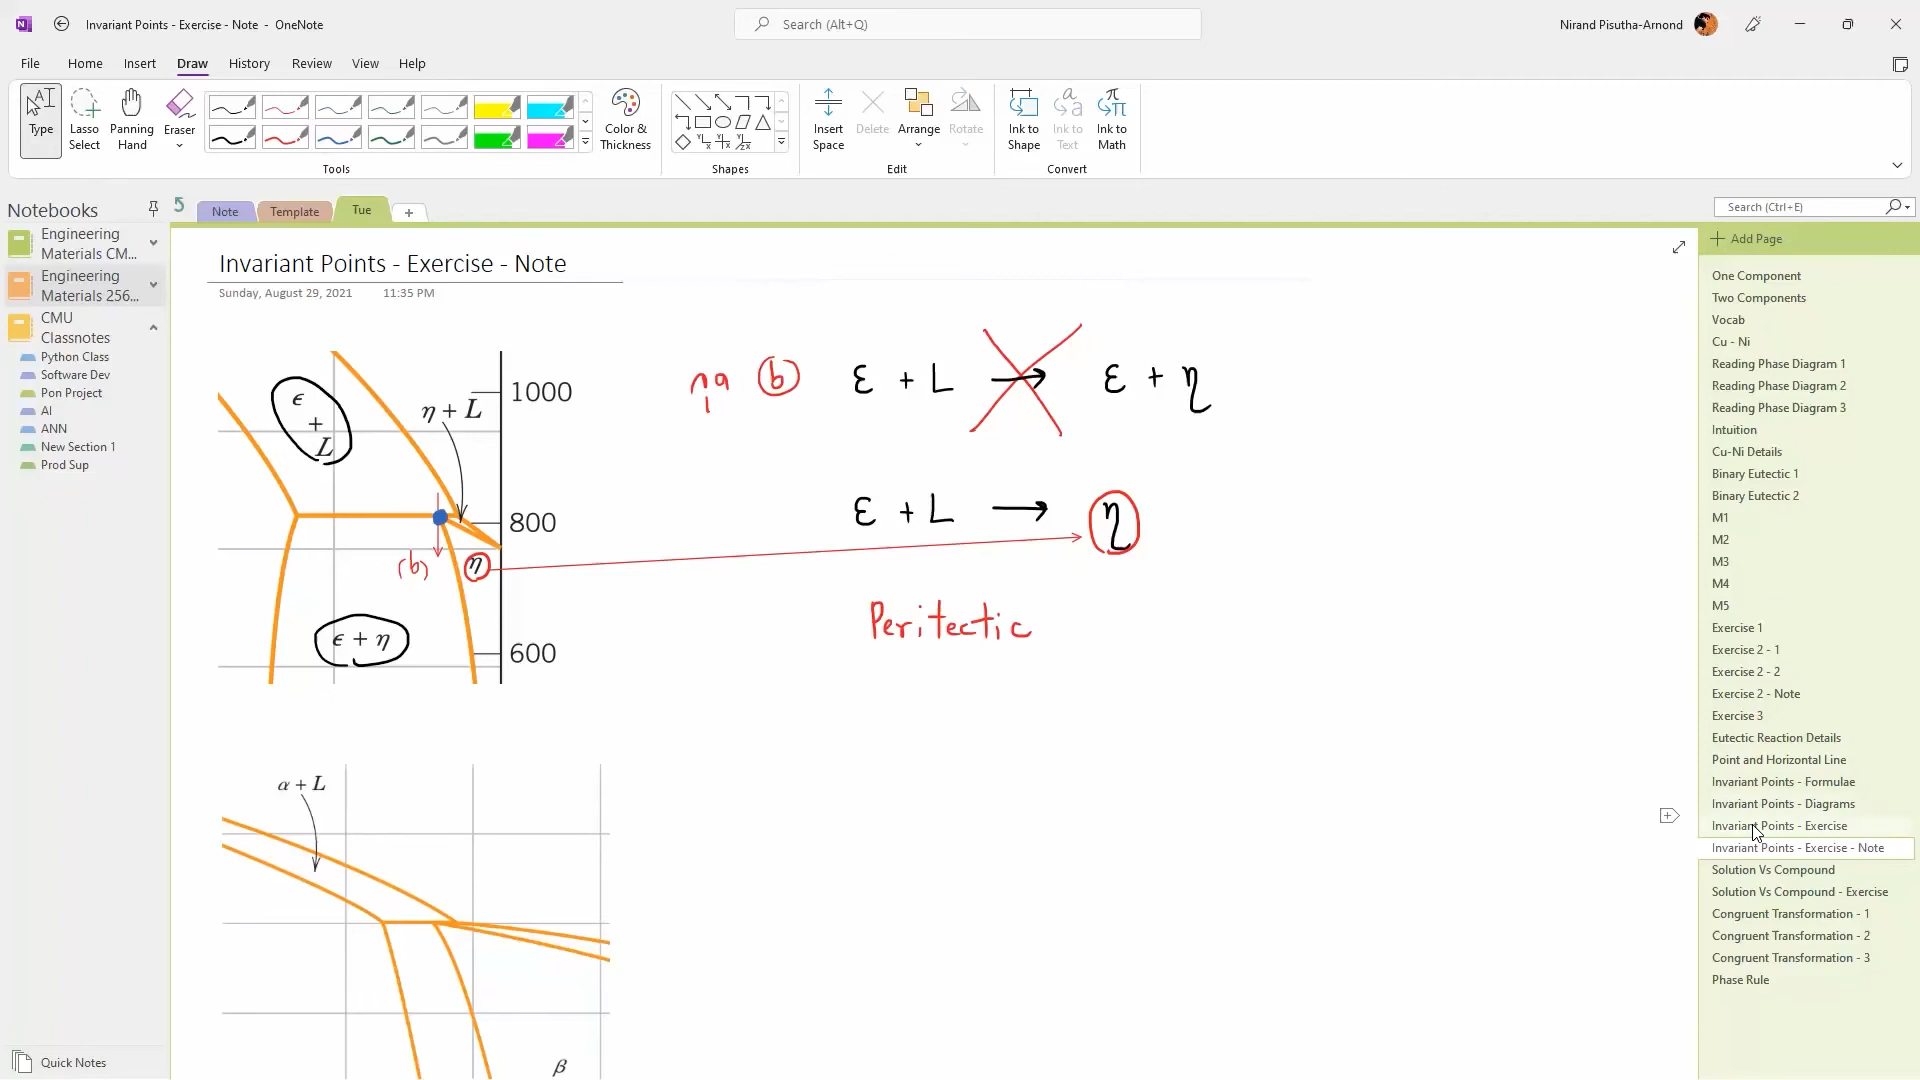 Invariant Points - Exercise - Note - OneNote
Search (Alt+Q)
Nirand Pisutha-Arnond
File Home Insert Draw History Review View Help
Type
Lasso Select
Panning Hand
Eraser
Color & Thickness
Insert Space
Delete
Arrange
Rotate
Ink to Shape
Ink to Text
Ink to Math
Tools
Shapes
Edit
Convert
Notebooks
Note
Template
Tue
Search (Ctrl+E)
Engineering
Materials CM...
Engineering
Materials 256...
CMU
Classnotes
Python Class
Software Dev
Pon Project
AI
ANN
New Section 1
Prod Sup
Quick Notes
Invariant Points - Exercise - Note
Sunday, August 29, 2021 11:35 PM
ϵ
+
L
η + L
1000
800
600
(b)
η
ϵ + η
b ε + L → ε + η
ε + L → η
Peritectic
α + L
β
Add Page
One Component
Two Components
Vocab
Cu - Ni
Reading Phase Diagram 1
Reading Phase Diagram 2
Reading Phase Diagram 3
Intuition
Cu-Ni Details
Binary Eutectic 1
Binary Eutectic 2
M1
M2
M3
M4
M5
Exercise 1
Exercise 2 - 1
Exercise 2 - 2
Exercise 2 - Note
Exercise 3
Eutectic Reaction Details
Point and Horizontal Line
Invariant Points - Formulae
Invariant Points - Diagrams
Invariant Points - Exercise
Invariant Points - Exercise - Note
Solution Vs Compound
Solution Vs Compound - Exercise
Congruent Transformation - 1
Congruent Transformation - 2
Congruent Transformation - 3
Phase Rule